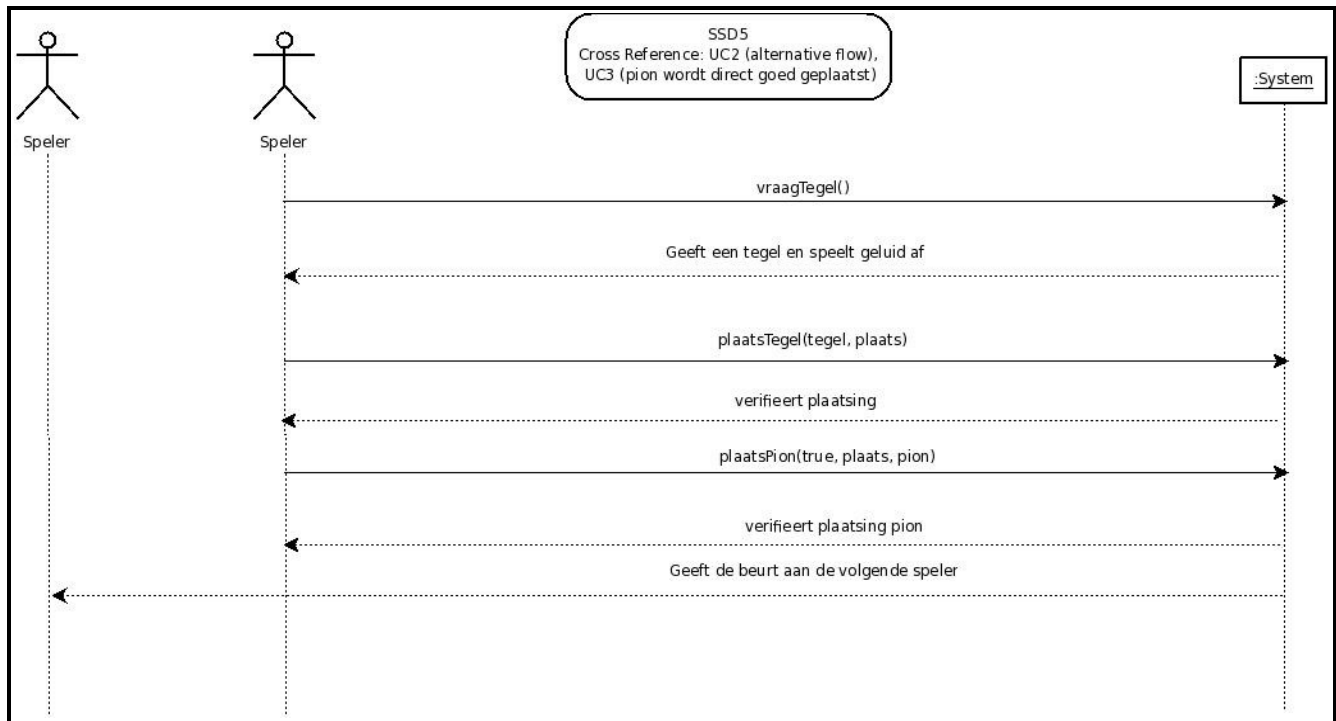 SSD5
Cross Reference: UC2 (alternative flow),
UC3 (pion wordt direct goed geplaatst)
:System
Speler
Speler
vraagTegel()
Geeft een tegel en speelt geluid af
plaatsTegel(tegel, plaats)
verifieert plaatsing
plaatsPion(true, plaats, pion)
verifieert plaatsing pion
Geeft de beurt aan de volgende speler